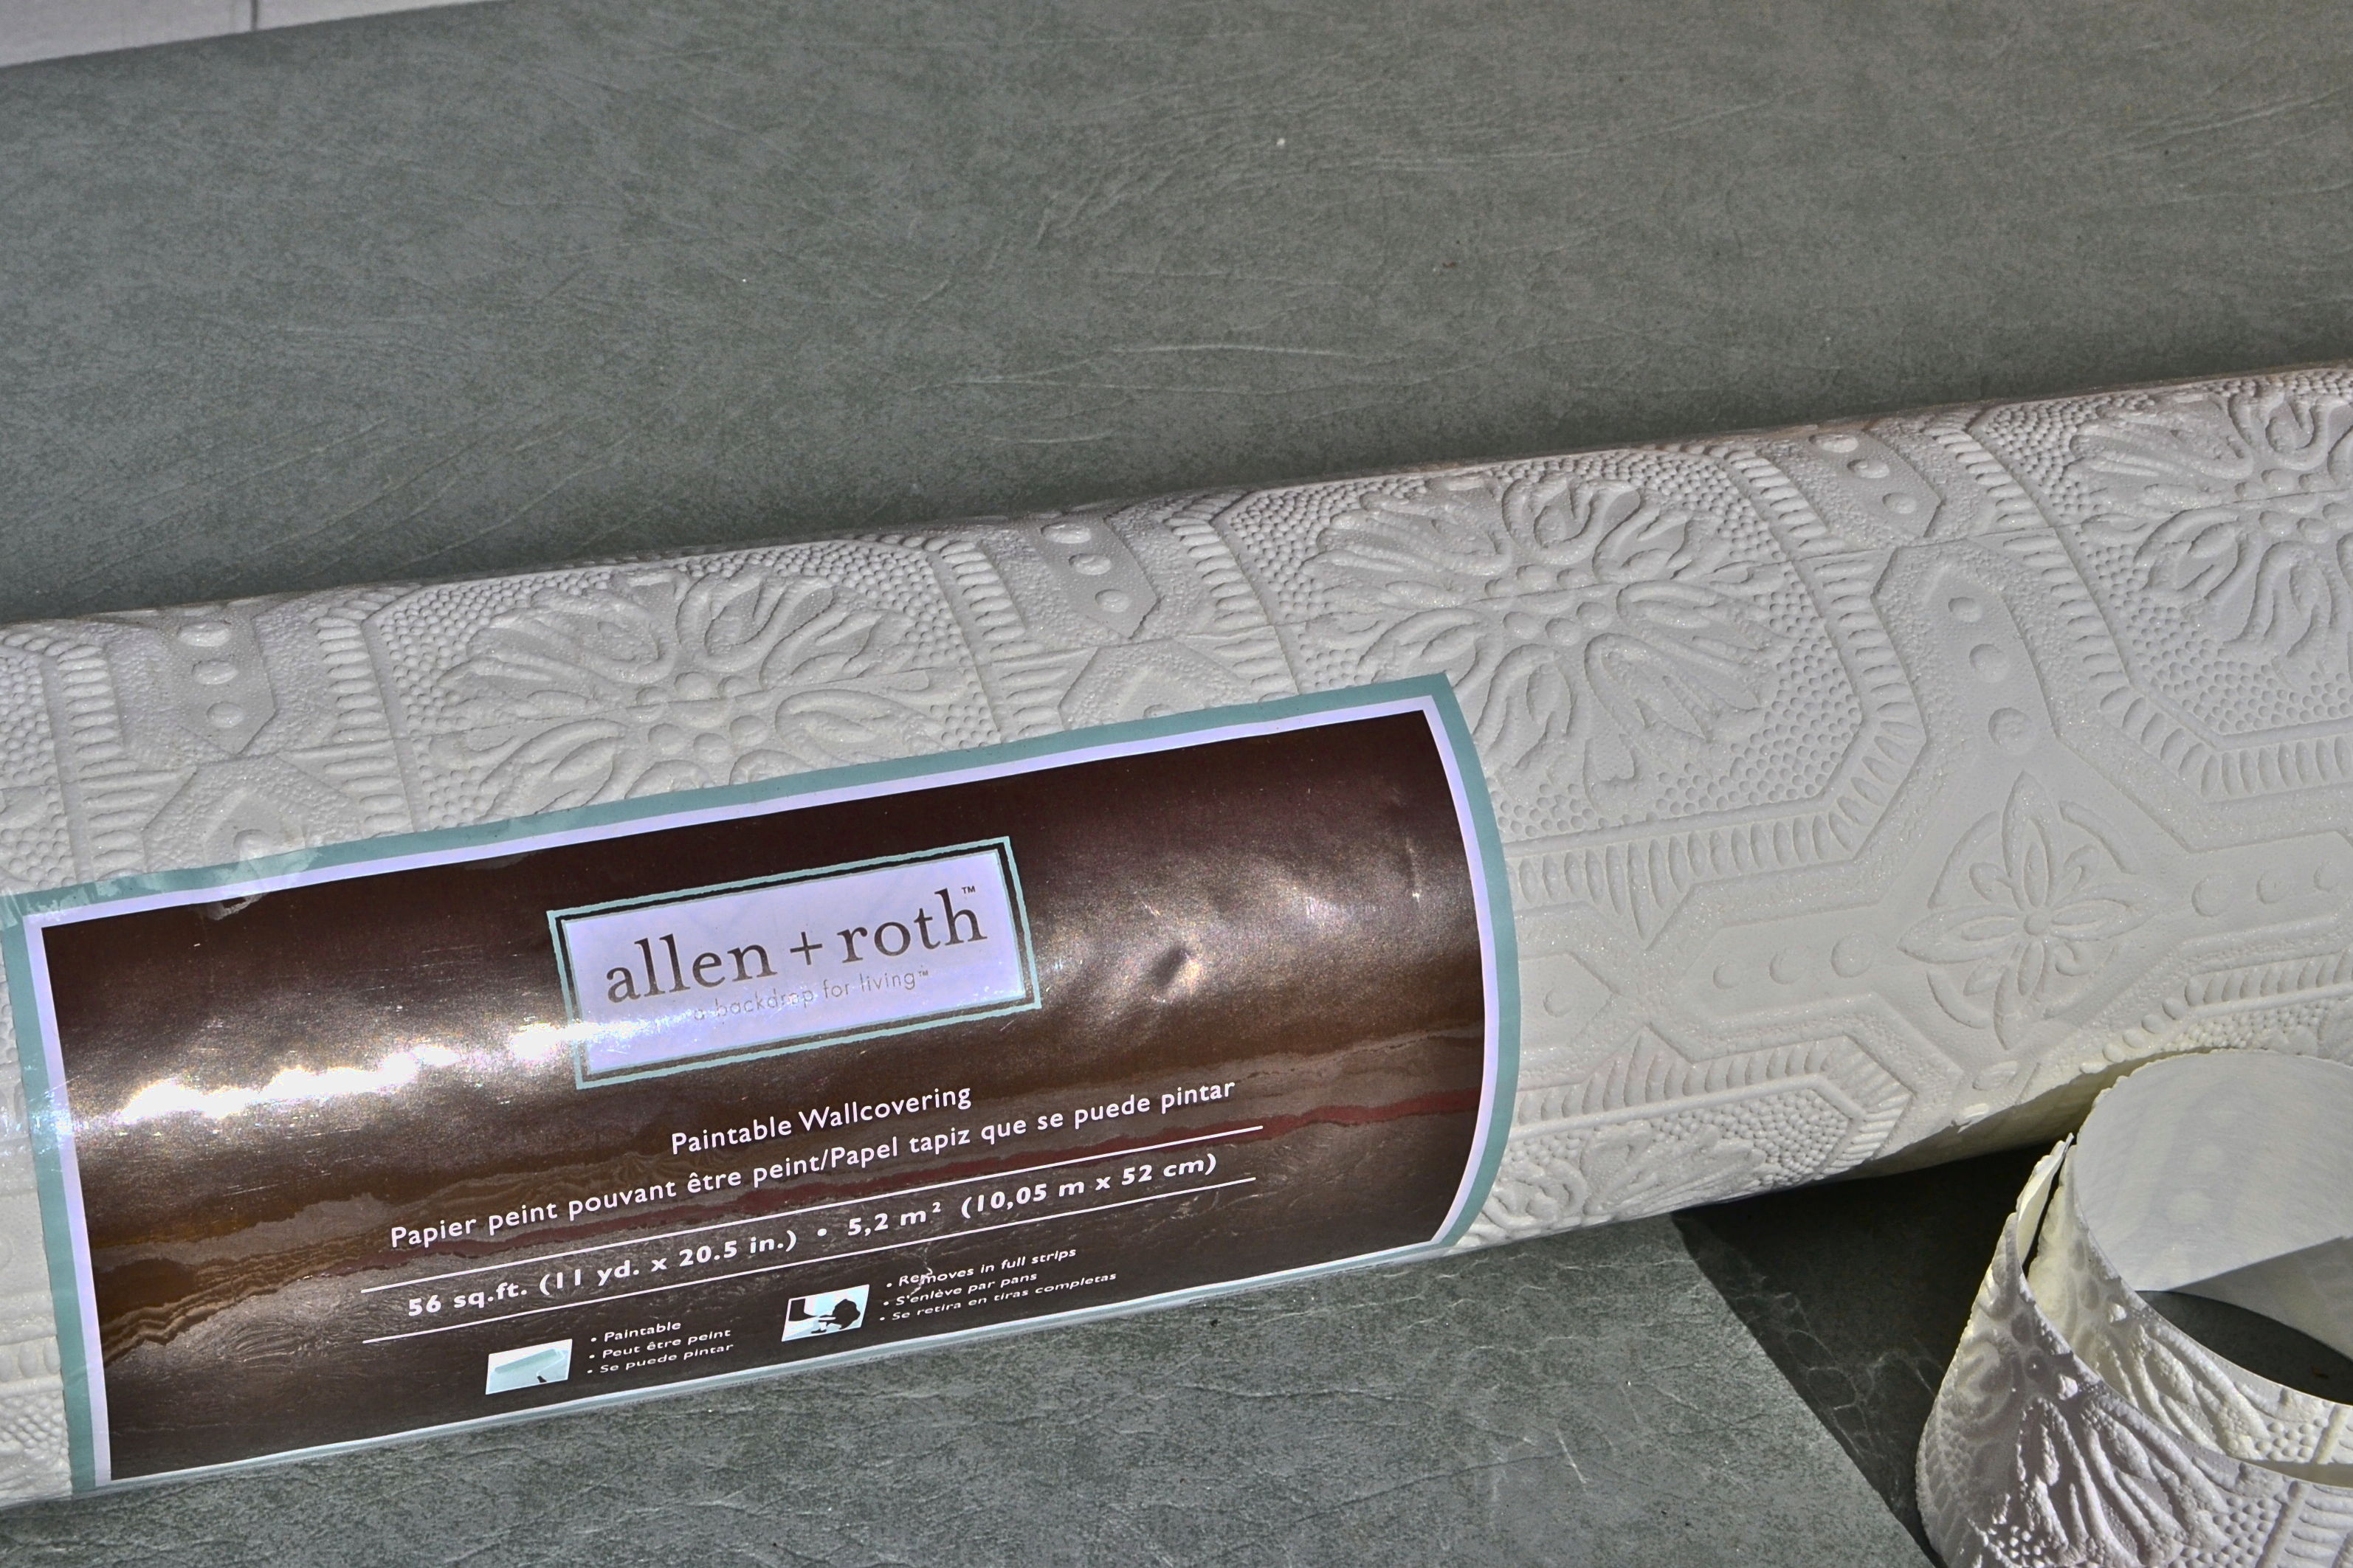 allen + roth™
a backdrop for living™
Paintable Wallcovering
Papier peint pouvant être peint/Papel tapiz que se puede pintar
56 sq.ft. (11 yd. x 20.5 in.) • 5,2 m² (10,05 m x 52 cm)
• Paintable
• Peut être peint
• Se puede pintar
• Removes in full strips
• S'enlève par pans
• Se retira en tiras completas